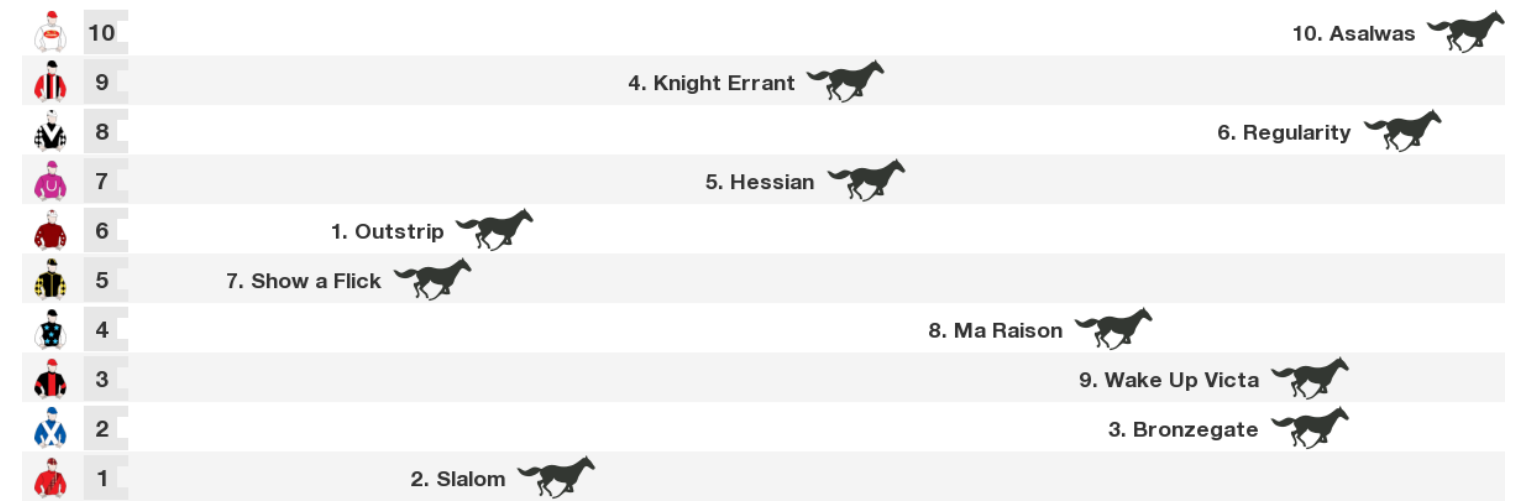 10 10. Asalwas
9 4. Knight Errant
8 6. Regularity
7 5. Hessian
6 1. Outstrip
5 7. Show a Flick
4 8. Ma Raison
3 9. Wake Up Victa
2 3. Bronzegate
1 2. Slalom